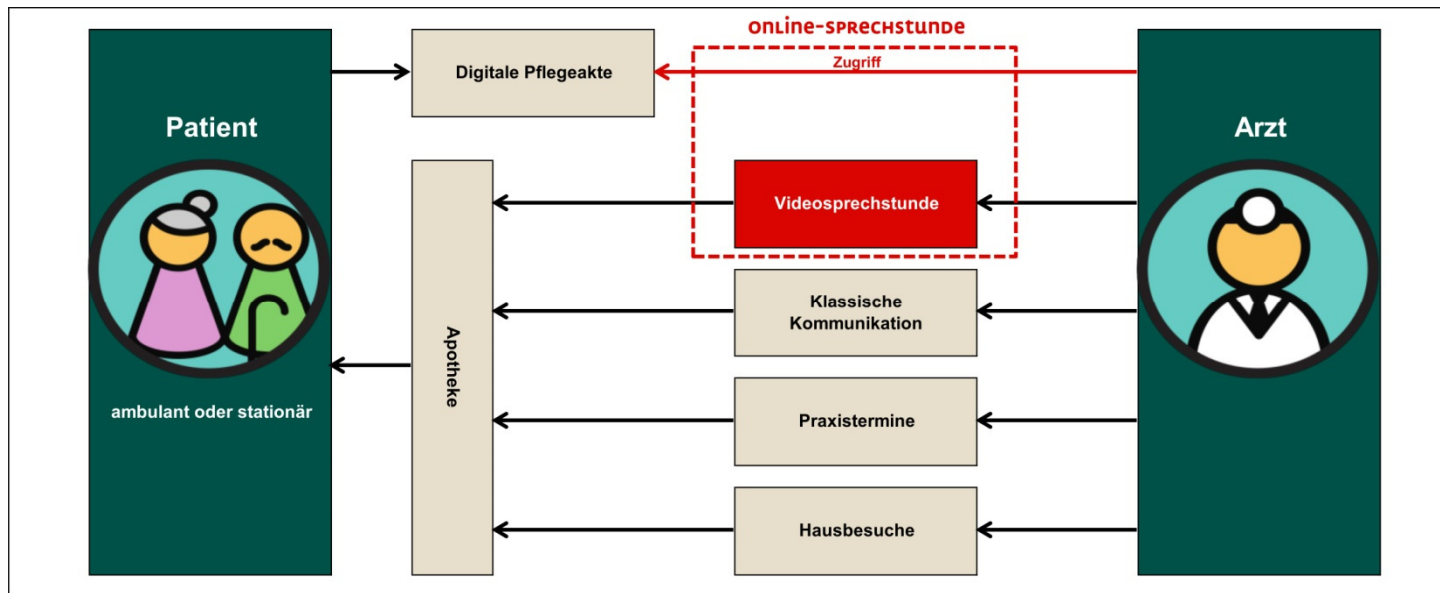 ONLINE-SPRECHSTUNDE
Zugriff
Digitale Pflegeakte
Patient
Arzt
Videosprechstunde
Klassische
Kommunikation
Apotheke
ambulant oder stationär
Praxistermine
Hausbesuche